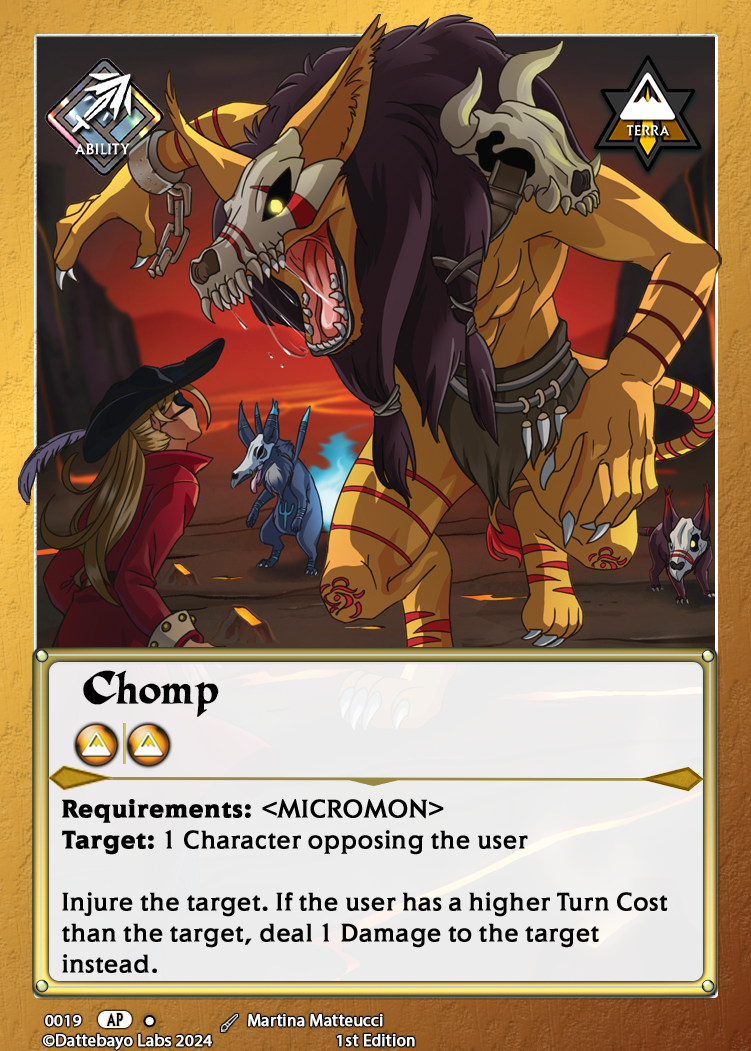 ABILITY
TERRA
Chomp
Requirements: <MICROMON>
Target: 1 Character opposing the user
Injure the target. If the user has a higher Turn Cost
than the target, deal 1 Damage to the target
instead.
0019 AP Martina Matteucci
©Dattebayo Labs 2024 1st Edition